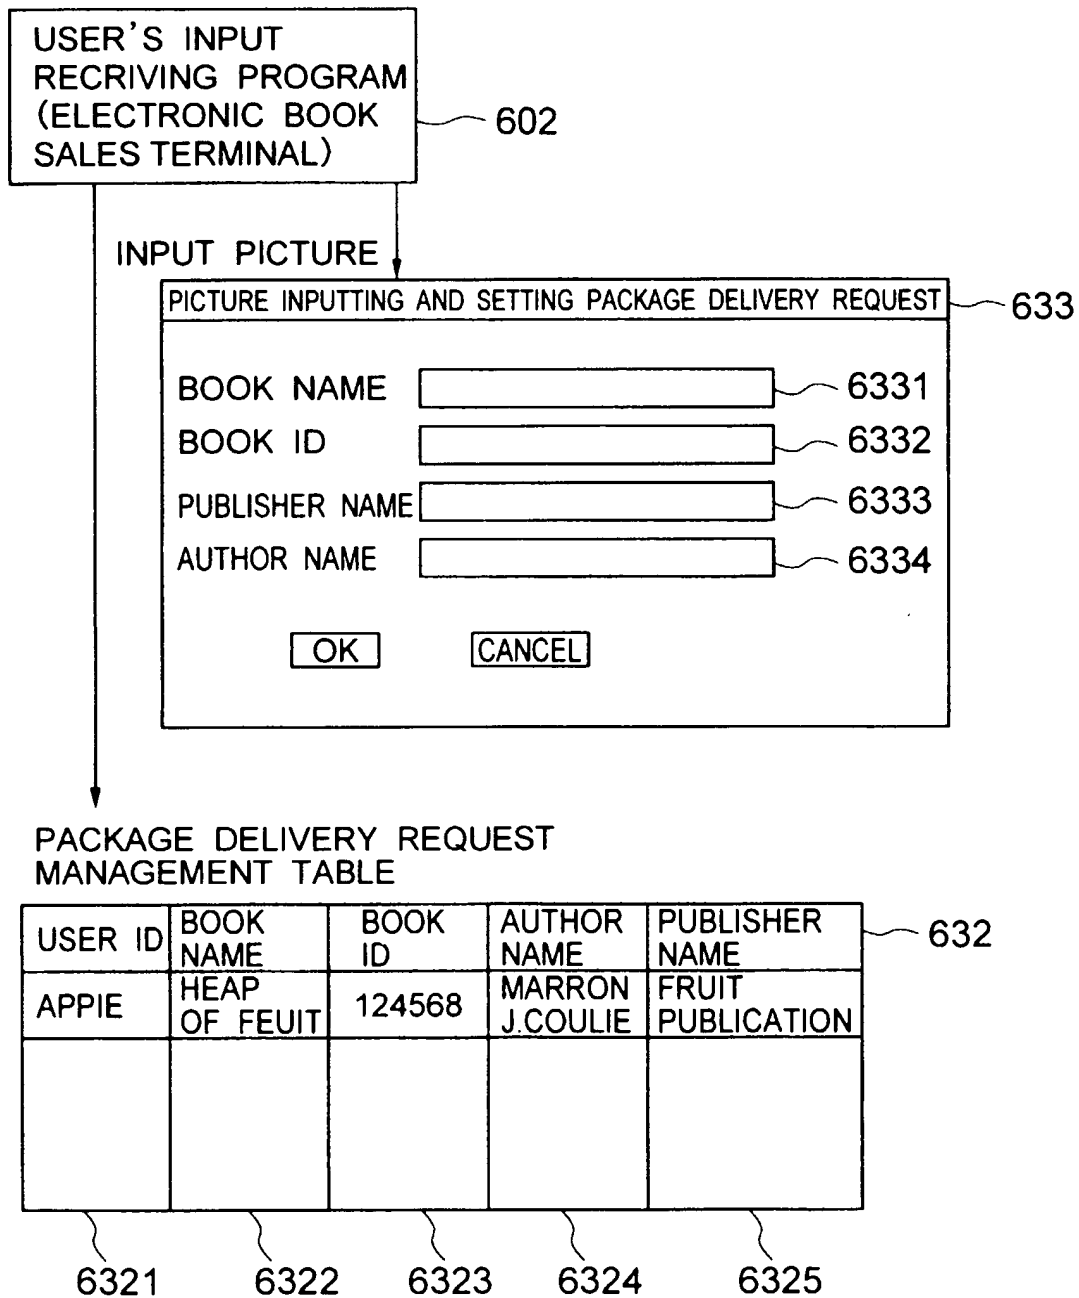 USER'S INPUT
RECRIVING PROGRAM
(ELECTRONIC BOOK
SALES TERMINAL)
602
INPUT PICTURE
PICTURE INPUTTING AND SETTING PACKAGE DELIVERY REQUEST
633
BOOK NAME
6331
BOOK ID
6332
PUBLISHER NAME
6333
AUTHOR NAME
6334
OK
CANCEL
PACKAGE DELIVERY REQUEST
MANAGEMENT TABLE
USER ID
BOOK
NAME
BOOK
ID
AUTHOR
NAME
PUBLISHER
NAME
632
APPIE
HEAP
OF FEUIT
124568
MARRON
J.COULIE
FRUIT
PUBLICATION
6321
6322
6323
6324
6325